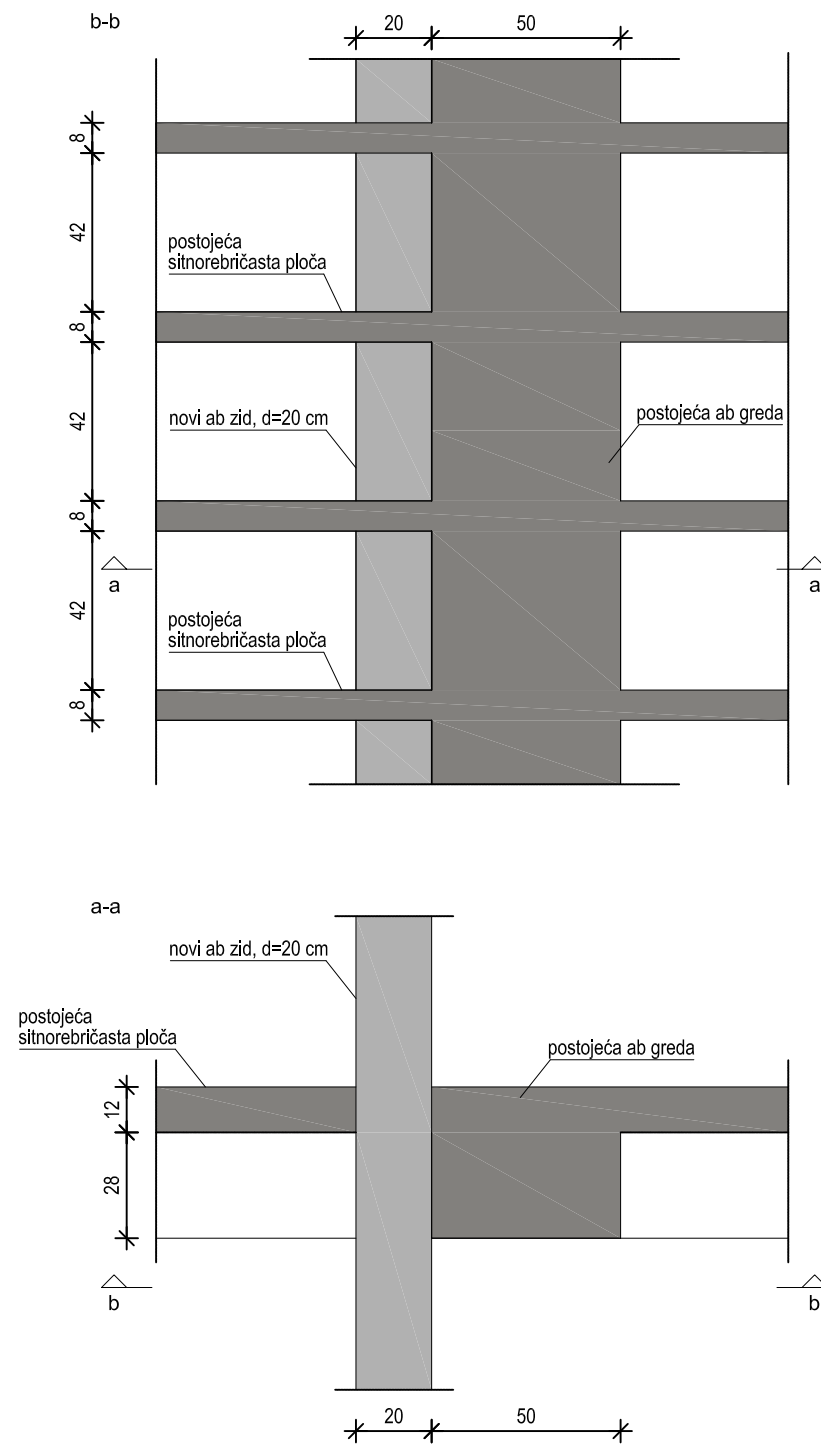 b-b
20
50
8
42
postojeća
sitnorebričasta ploča
8
42
novi ab zid, d=20 cm
postojeća ab greda
8
a
a
42
postojeća
sitnorebričasta ploča
8
a-a
novi ab zid, d=20 cm
postojeća
sitnorebričasta ploča
postojeća ab greda
12
28
b
b
20
50